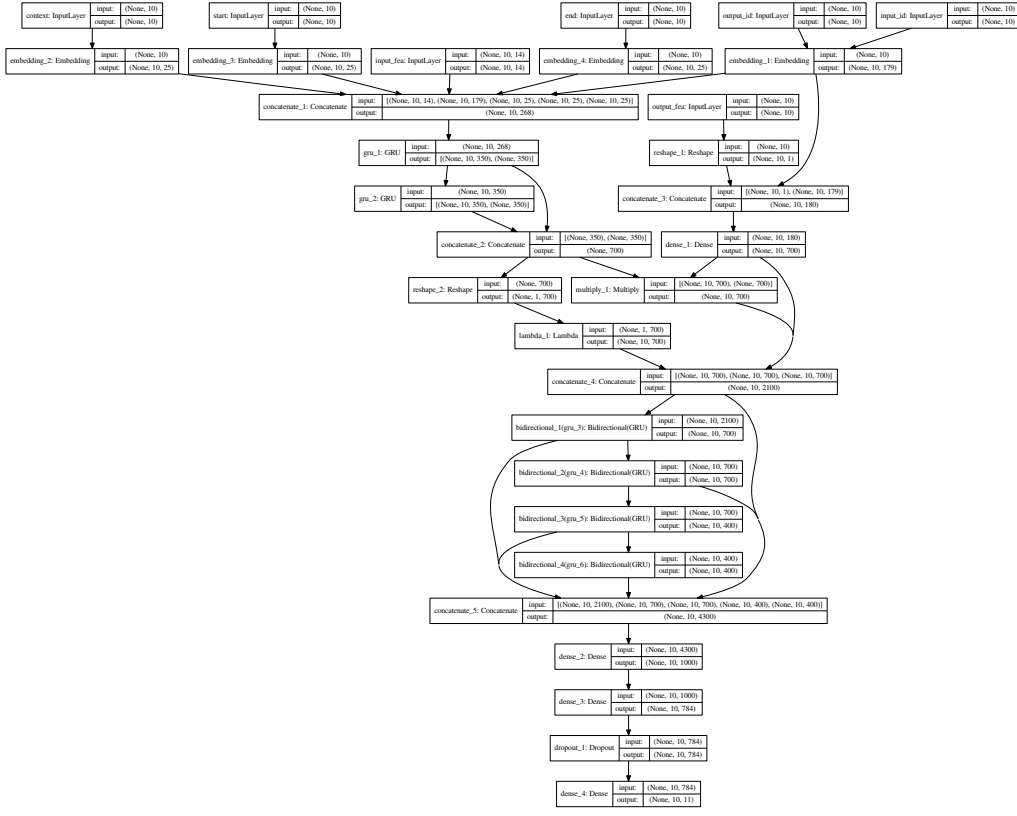 context: InputLayer input: (None, 10)
output: (None, 10)
start: InputLayer input: (None, 10)
output: (None, 10)
end: InputLayer input: (None, 10)
output: (None, 10)
output_id: InputLayer input: (None, 10)
output: (None, 10)
input_id: InputLayer input: (None, 10)
output: (None, 10)
embedding_2: Embedding input: (None, 10)
output: (None, 10, 25)
embedding_3: Embedding input: (None, 10)
output: (None, 10, 25)
input_fea: InputLayer input: (None, 10, 14)
output: (None, 10, 14)
embedding_4: Embedding input: (None, 10)
output: (None, 10, 25)
embedding_1: Embedding input: (None, 10)
output: (None, 10, 179)
concatenate_1: Concatenate input: [(None, 10, 14), (None, 10, 179), (None, 10, 25), (None, 10, 25), (None, 10, 25)]
output: (None, 10, 268)
output_fea: InputLayer input: (None, 10)
output: (None, 10)
gru_1: GRU input: (None, 10, 268)
output: [(None, 10, 350), (None, 350)]
reshape_1: Reshape input: (None, 10)
output: (None, 10, 1)
gru_2: GRU input: (None, 10, 350)
output: [(None, 10, 350), (None, 350)]
concatenate_3: Concatenate input: [(None, 10, 1), (None, 10, 179)]
output: (None, 10, 180)
concatenate_2: Concatenate input: [(None, 350), (None, 350)]
output: (None, 700)
dense_1: Dense input: (None, 10, 180)
output: (None, 10, 700)
reshape_2: Reshape input: (None, 700)
output: (None, 1, 700)
multiply_1: Multiply input: [(None, 10, 700), (None, 700)]
output: (None, 10, 700)
lambda_1: Lambda input: (None, 1, 700)
output: (None, 10, 700)
concatenate_4: Concatenate input: [(None, 10, 700), (None, 10, 700), (None, 10, 700)]
output: (None, 10, 2100)
bidirectional_1(gru_3): Bidirectional(GRU) input: (None, 10, 2100)
output: (None, 10, 700)
bidirectional_2(gru_4): Bidirectional(GRU) input: (None, 10, 700)
output: (None, 10, 700)
bidirectional_3(gru_5): Bidirectional(GRU) input: (None, 10, 700)
output: (None, 10, 400)
bidirectional_4(gru_6): Bidirectional(GRU) input: (None, 10, 400)
output: (None, 10, 400)
concatenate_5: Concatenate input: [(None, 10, 2100), (None, 10, 700), (None, 10, 700), (None, 10, 400), (None, 10, 400)]
output: (None, 10, 4300)
dense_2: Dense input: (None, 10, 4300)
output: (None, 10, 1000)
dense_3: Dense input: (None, 10, 1000)
output: (None, 10, 784)
dropout_1: Dropout input: (None, 10, 784)
output: (None, 10, 784)
dense_4: Dense input: (None, 10, 784)
output: (None, 10, 11)